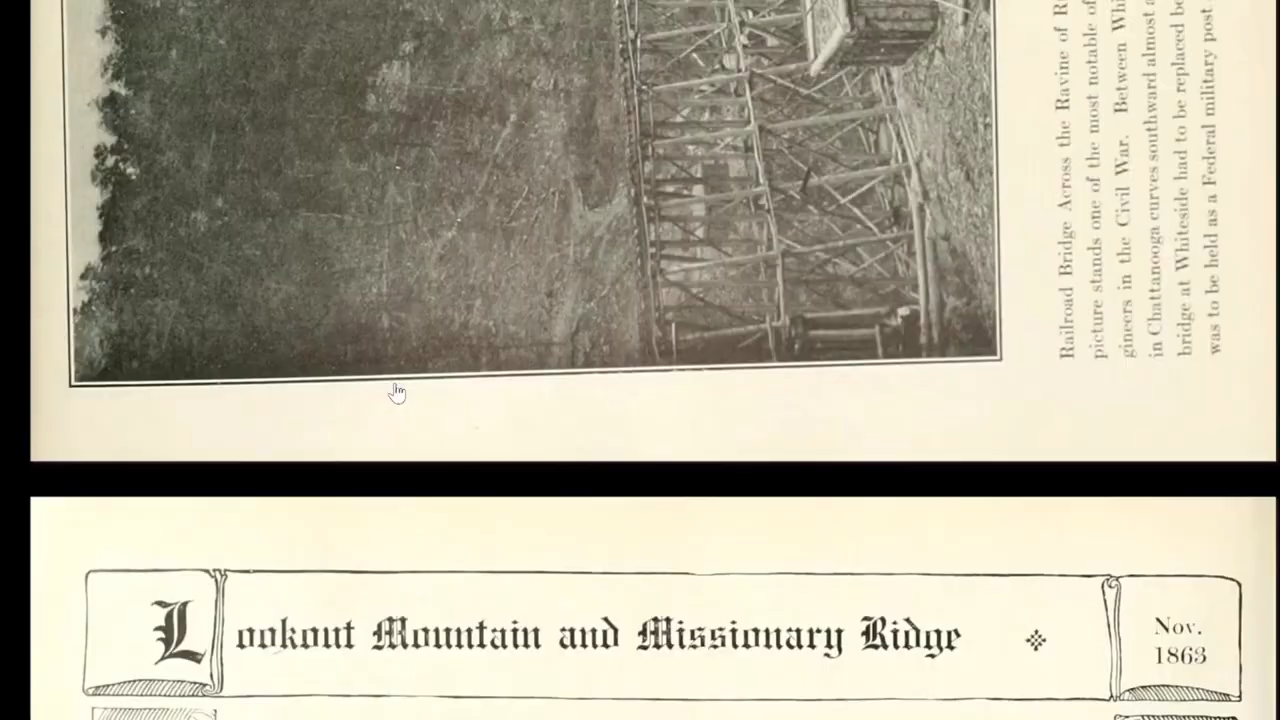 Railroad Bridge Across the Ravine of
picture stands one of the most notable of
gineers in the Civil War. Between
in Chattanooga curves southward almost
bridge at Whiteside had to be replaced
was to be held as a Federal military post
Lookout Mountain and Missionary Ridge
Nov.
1863